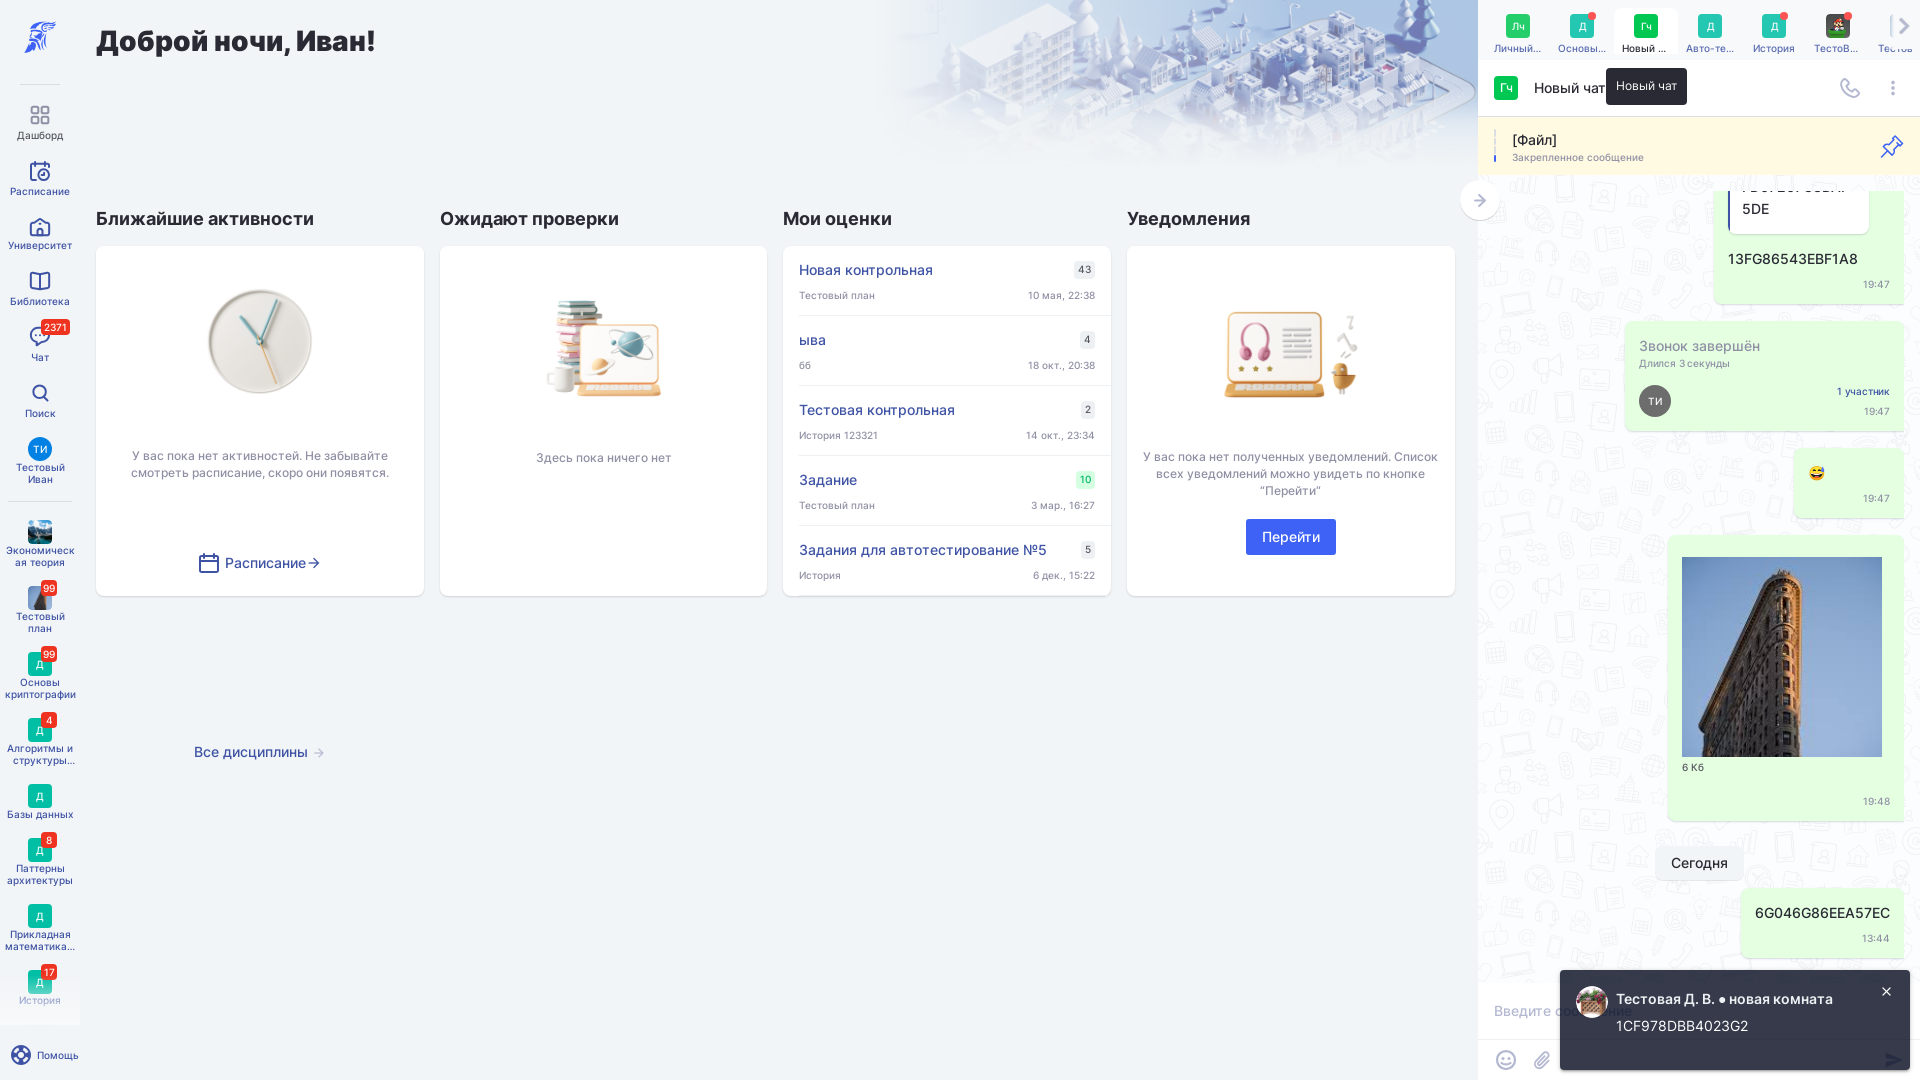 Дашборд
Расписание
Университет
Библиотека
2371
Чат
Поиск
ТИ
Тестовый
Иван
Экономическ
ая теория
99
Тестовый
план
99
Д
Основы
криптографии
4
Д
Алгоритмы и
структуры...
Д
Базы данных
8
Д
Паттерны
архитектуры
Д
Прикладная
математика...
17
Д
История
Помощь
Доброй ночи, Иван!
Ближайшие активности
У вас пока нет активностей. Не забывайте
смотреть расписание, скоро они появятся.
Расписание
Ожидают проверки
Здесь пока ничего нет
Мои оценки
Новая контрольная 43
Тестовый план 10 мая, 22:38
ыва 4
66 18 окт., 20:38
Тестовая контрольная 2
История 123321 14 окт., 23:34
Задание 10
Тестовый план 3 мар., 16:27
Задания для автотестирование №5 5
История 6 дек., 15:22
Уведомления
У вас пока нет полученных уведомлений. Список
всех уведомлений можно увидеть по кнопке
“Перейти”
Перейти
Все дисциплины
Лч Д Гч Д Д
Личный... Основы... Новый ... Авто-те... История ТестоВ...
Гч Новый чат
Новый чат
[Файл]
Закрепленное сообщение
5DE
13FG86543EBF1A8
19:47
Звонок завершён
Длился 3 секунды
ТИ
1 участник
19:47
19:47
6 Кб
19:48
Сегодня
6G046G86EEA57EC
13:44
Введите
Тестовая Д. В. ● новая комната
1CF978DBB4023G2